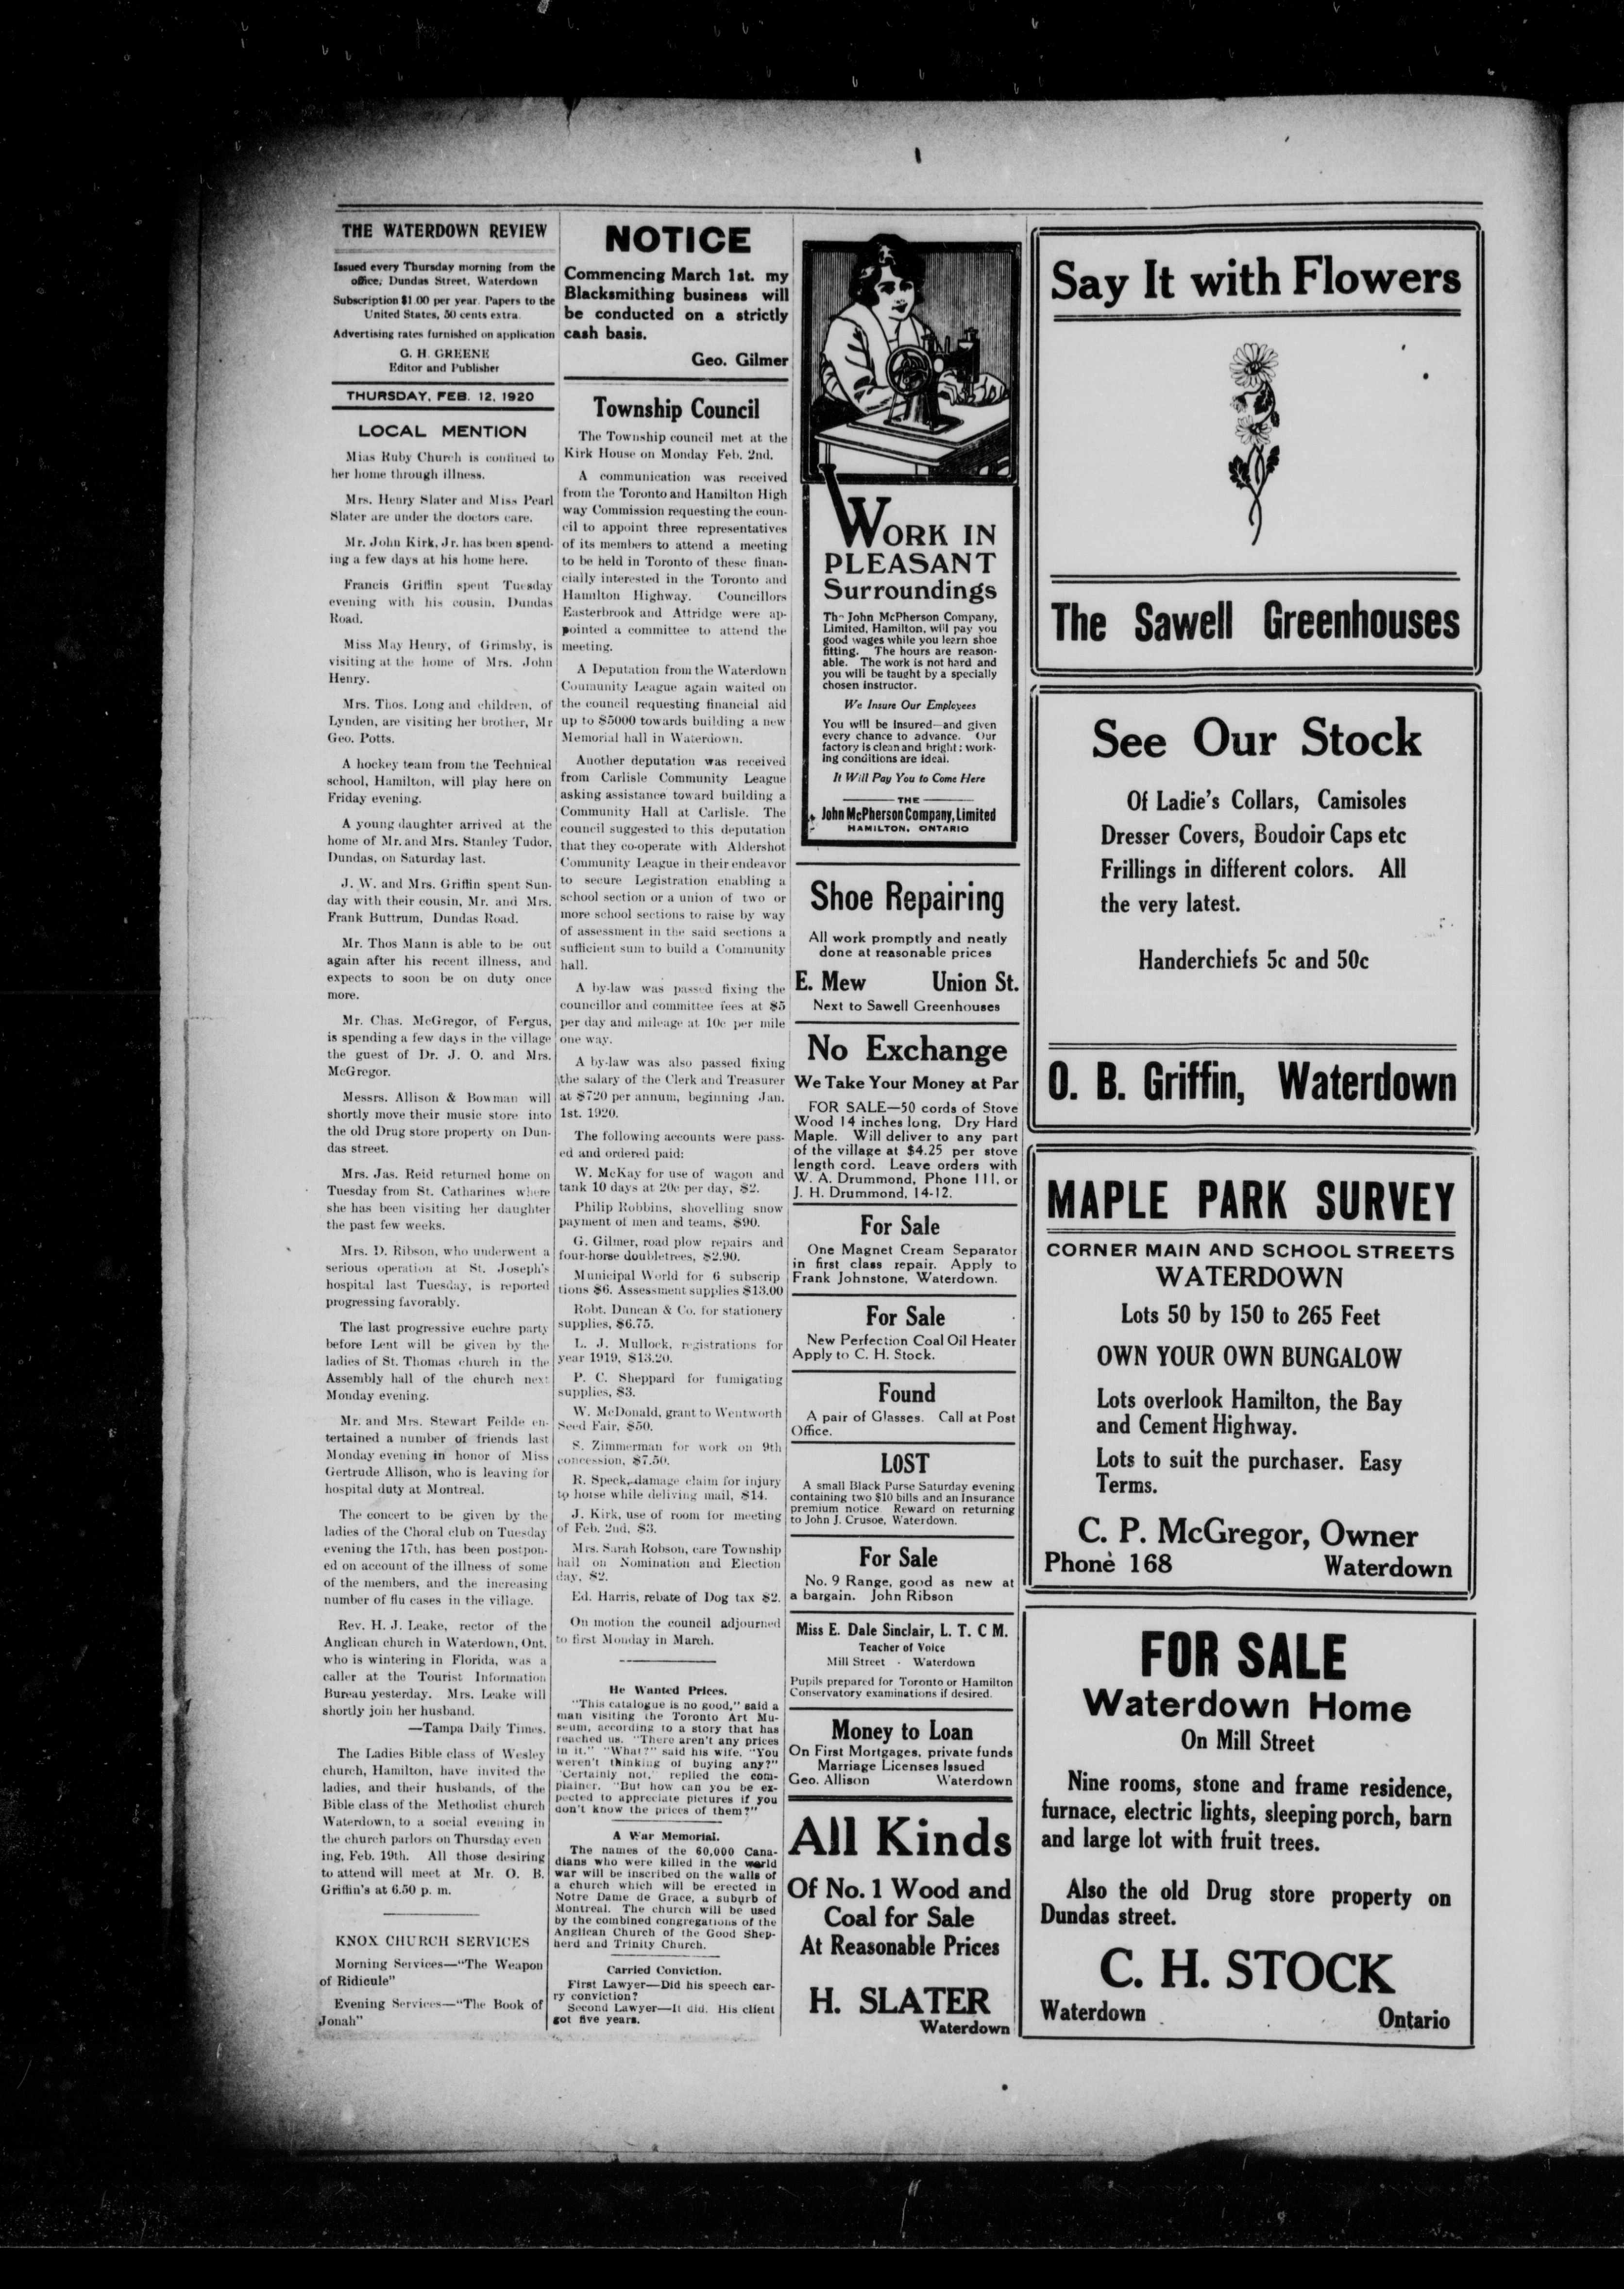 THE WATERDOWN REVIEW
Issued every Thursday morning from the
office, Dundas Street, Waterdown
Subscription $1.00 per year. Papers to the
United States, 50 cents extra.
Advertising rates furnished on application
G. H. GREENE
Editor and Publisher
THURSDAY, FEB. 12, 1920
LOCAL MENTION
Miss Ruby Church is confined to
her home through illness.
Mrs. Henry Slater and Miss Pearl
Slater are under the doctors care.
Mr. John Kirk, Jr. has been spend-
ing a few days at his home here.
Francis Griffin spent Tuesday
evening with his cousin, Dundas
Road.
Miss May Henry, of Grimsby, is
visiting at the home of Mrs. John
Henry.
Mrs. Thos. Long and children, of
Lynden, are visiting her brother, Mr
Geo. Potts.
A hockey team from the Technical
school, Hamilton, will play here on
Friday evening.
A young daughter arrived at the
home of Mr. and Mrs. Stanley Tudor,
Dundas, on Saturday last.
J. W. and Mrs. Griffin spent Sun-
day with their cousin, Mr. and Mrs.
Frank Buttrum, Dundas Road.
Mr. Thos Mann is able to be out
again after his recent illness, and
expects to soon be on duty once
more.
Mr. Chas. McGregor, of Fergus,
is spending a few days in the village
the guest of Dr. J. O. and Mrs.
McGregor.
Messrs. Allison & Bowman will
shortly move their music store into
the old Drug store property on Dun-
das street.
Mrs. Jas. Reid returned home on
Tuesday from St. Catharines where
she has been visiting her daughter
the past few weeks.
Mrs. D. Ribson, who underwent a
serious operation at St. Joseph's
hospital last Tuesday, is reported
progressing favorably.
The last progressive euchre party
before Lent will be given by the
ladies of St. Thomas church in the
Assembly hall of the church next
Monday evening.
Mr. and Mrs. Stewart Feilde en-
tertained a number of friends last
Monday evening in honor of Miss
Gertrude Allison, who is leaving for
hospital duty at Montreal.
The concert to be given by the
ladies of the Choral club on Tuesday
evening the 17th, has been postpon-
ed on account of the illness of some
of the members, and the increasing
number of flu cases in the village.
Rev. H. J. Leake, rector of the
Anglican church in Waterdown, Ont.
who is wintering in Florida, was a
caller at the Tourist Information
Bureau yesterday. Mrs. Leake will
shortly join her husband.
—Tampa Daily Times.
The Ladies Bible class of Wesley
church, Hamilton, have invited the
ladies, and their husbands, of the
Bible class of the Methodist church
Waterdown, to a social evening in
the church parlors on Thursday even
ing, Feb. 19th. All those desiring
to attend will meet at Mr. O. B.
Griffin's at 6.50 p. m.
KNOX CHURCH SERVICES
Morning Services—"The Weapon
of Ridicule"
Evening Services—"The Book of
Jonah"
NOTICE
Commencing March 1st. my
Blacksmithing business will
be conducted on a strictly
cash basis.
Geo. Gilmer
Township Council
The Township council met at the
Kirk House on Monday Feb. 2nd.
A communication was received
from the Toronto and Hamilton High
way Commission requesting the coun-
cil to appoint three representatives
of its members to attend a meeting
to be held in Toronto of these finan-
cially interested in the Toronto and
Hamilton Highway. Councillors
Easterbrook and Attridge were ap-
pointed a committee to attend the
meeting.
A Deputation from the Waterdown
Community League again waited on
the council requesting financial aid
up to $5000 towards building a new
Memorial hall in Waterdown.
Another deputation was received
from Carlisle Community League
asking assistance toward building a
Community Hall at Carlisle. The
council suggested to this deputation
that they co-operate with Aldershot
Community League in their endeavor
to secure Legistration enabling a
school section or a union of two or
more school sections to raise by way
of assessment in the said sections a
sufficient sum to build a Community
hall.
A by-law was passed fixing the
councillor and committee fees at $5
per day and mileage at 10c per mile
one way.
A by-law was also passed fixing
the salary of the Clerk and Treasurer
at $720 per annum, beginning Jan.
1st. 1920.
The following accounts were pass-
ed and ordered paid:
W. McKay for use of wagon and
tank 10 days at 20c per day, $2.
Philip Robbins, shovelling snow
payment of men and teams, $90.
G. Gilmer, road plow repairs and
four-horse doubletrees, $2.90.
Municipal World for 6 subscrip
tions $6. Assessment supplies $13.00
Robt. Duncan & Co. for stationery
supplies, $6.75.
L. J. Mullock, registrations for
year 1919, $13.20.
P. C. Sheppard for fumigating
supplies, $3.
W. McDonald, grant to Wentworth
Seed Fair, $50.
S. Zimmerman for work on 9th
concession, $7.50.
R. Speck, damage claim for injury
to horse while deliving mail, $14.
J. Kirk, use of room for meeting
of Feb. 2nd, $3.
Mrs. Sarah Robson, care Township
hall on Nomination and Election
day, $2.
Ed. Harris, rebate of Dog tax $2.
On motion the council adjourned
to first Monday in March.
He Wanted Prices.
"This catalogue is no good," said a
man visiting the Toronto Art Mu-
seum, according to a story that has
reached us. "There aren't any prices
in it." "What?" said his wife. "You
weren't thinking of buying any?"
"Certainly not," replied the com-
plainer. "But how can you be ex-
pected to appreciate pictures if you
don't know the prices of them?"
A War Memorial.
The names of the 60,000 Cana-
dians who were killed in the world
war will be inscribed on the walls of
a church which will be erected in
Notre Dame de Grace, a suburb of
Montreal. The church will be used
by the combined congregations of the
Anglican Church of the Good Shep-
herd and Trinity Church.
Carried Conviction.
First Lawyer—Did his speech car-
ry conviction?
Second Lawyer—It did. His client
got five years.
WORK IN
PLEASANT
Surroundings
The John McPherson Company,
Limited, Hamilton, will pay you
good wages while you learn shoe
fitting. The hours are reason-
able. The work is not hard and
you will be taught by a specially
chosen instructor.
We Insure Our Employees
You will be insured—and given
every chance to advance. Our
factory is clean and bright: work-
ing conditions are ideal.
It Will Pay You to Come Here
THE
John McPherson Company, Limited
HAMILTON, ONTARIO
Shoe Repairing
All work promptly and neatly
done at reasonable prices
E. Mew Union St.
Next to Sawell Greenhouses
No Exchange
We Take Your Money at Par
FOR SALE—50 cords of Stove
Wood 14 inches long. Dry Hard
Maple. Will deliver to any part
of the village at $4.25 per stove
length cord. Leave orders with
W. A. Drummond, Phone 111, or
J. H. Drummond, 14-12.
For Sale
One Magnet Cream Separator
in first class repair. Apply to
Frank Johnstone, Waterdown.
For Sale
New Perfection Coal Oil Heater
Apply to C. H. Stock.
Found
A pair of Glasses. Call at Post
Office.
LOST
A small Black Purse Saturday evening
containing two $10 bills and an Insurance
premium notice. Reward on returning
to John J. Crusoe, Waterdown.
For Sale
No. 9 Range, good as new at
a bargain. John Ribson
Miss E. Dale Sinclair, L. T. C M.
Teacher of Voice
Mill Street - Waterdown
Pupils prepared for Toronto or Hamilton
Conservatory examinations if desired.
Money to Loan
On First Mortgages, private funds
Marriage Licenses Issued
Geo. Allison Waterdown
All Kinds
Of No. 1 Wood and
Coal for Sale
At Reasonable Prices
H. SLATER
Waterdown
Say It with Flowers
The Sawell Greenhouses
See Our Stock
Of Ladie's Collars, Camisoles
Dresser Covers, Boudoir Caps etc
Frillings in different colors. All
the very latest.
Handerchiefs 5c and 50c
O. B. Griffin, Waterdown
MAPLE PARK SURVEY
CORNER MAIN AND SCHOOL STREETS
WATERDOWN
Lots 50 by 150 to 265 Feet
OWN YOUR OWN BUNGALOW
Lots overlook Hamilton, the Bay
and Cement Highway.
Lots to suit the purchaser. Easy
Terms.
C. P. McGregor, Owner
Phone 168 Waterdown
FOR SALE
Waterdown Home
On Mill Street
Nine rooms, stone and frame residence,
furnace, electric lights, sleeping porch, barn
and large lot with fruit trees.
Also the old Drug store property on
Dundas street.
C. H. STOCK
Waterdown Ontario